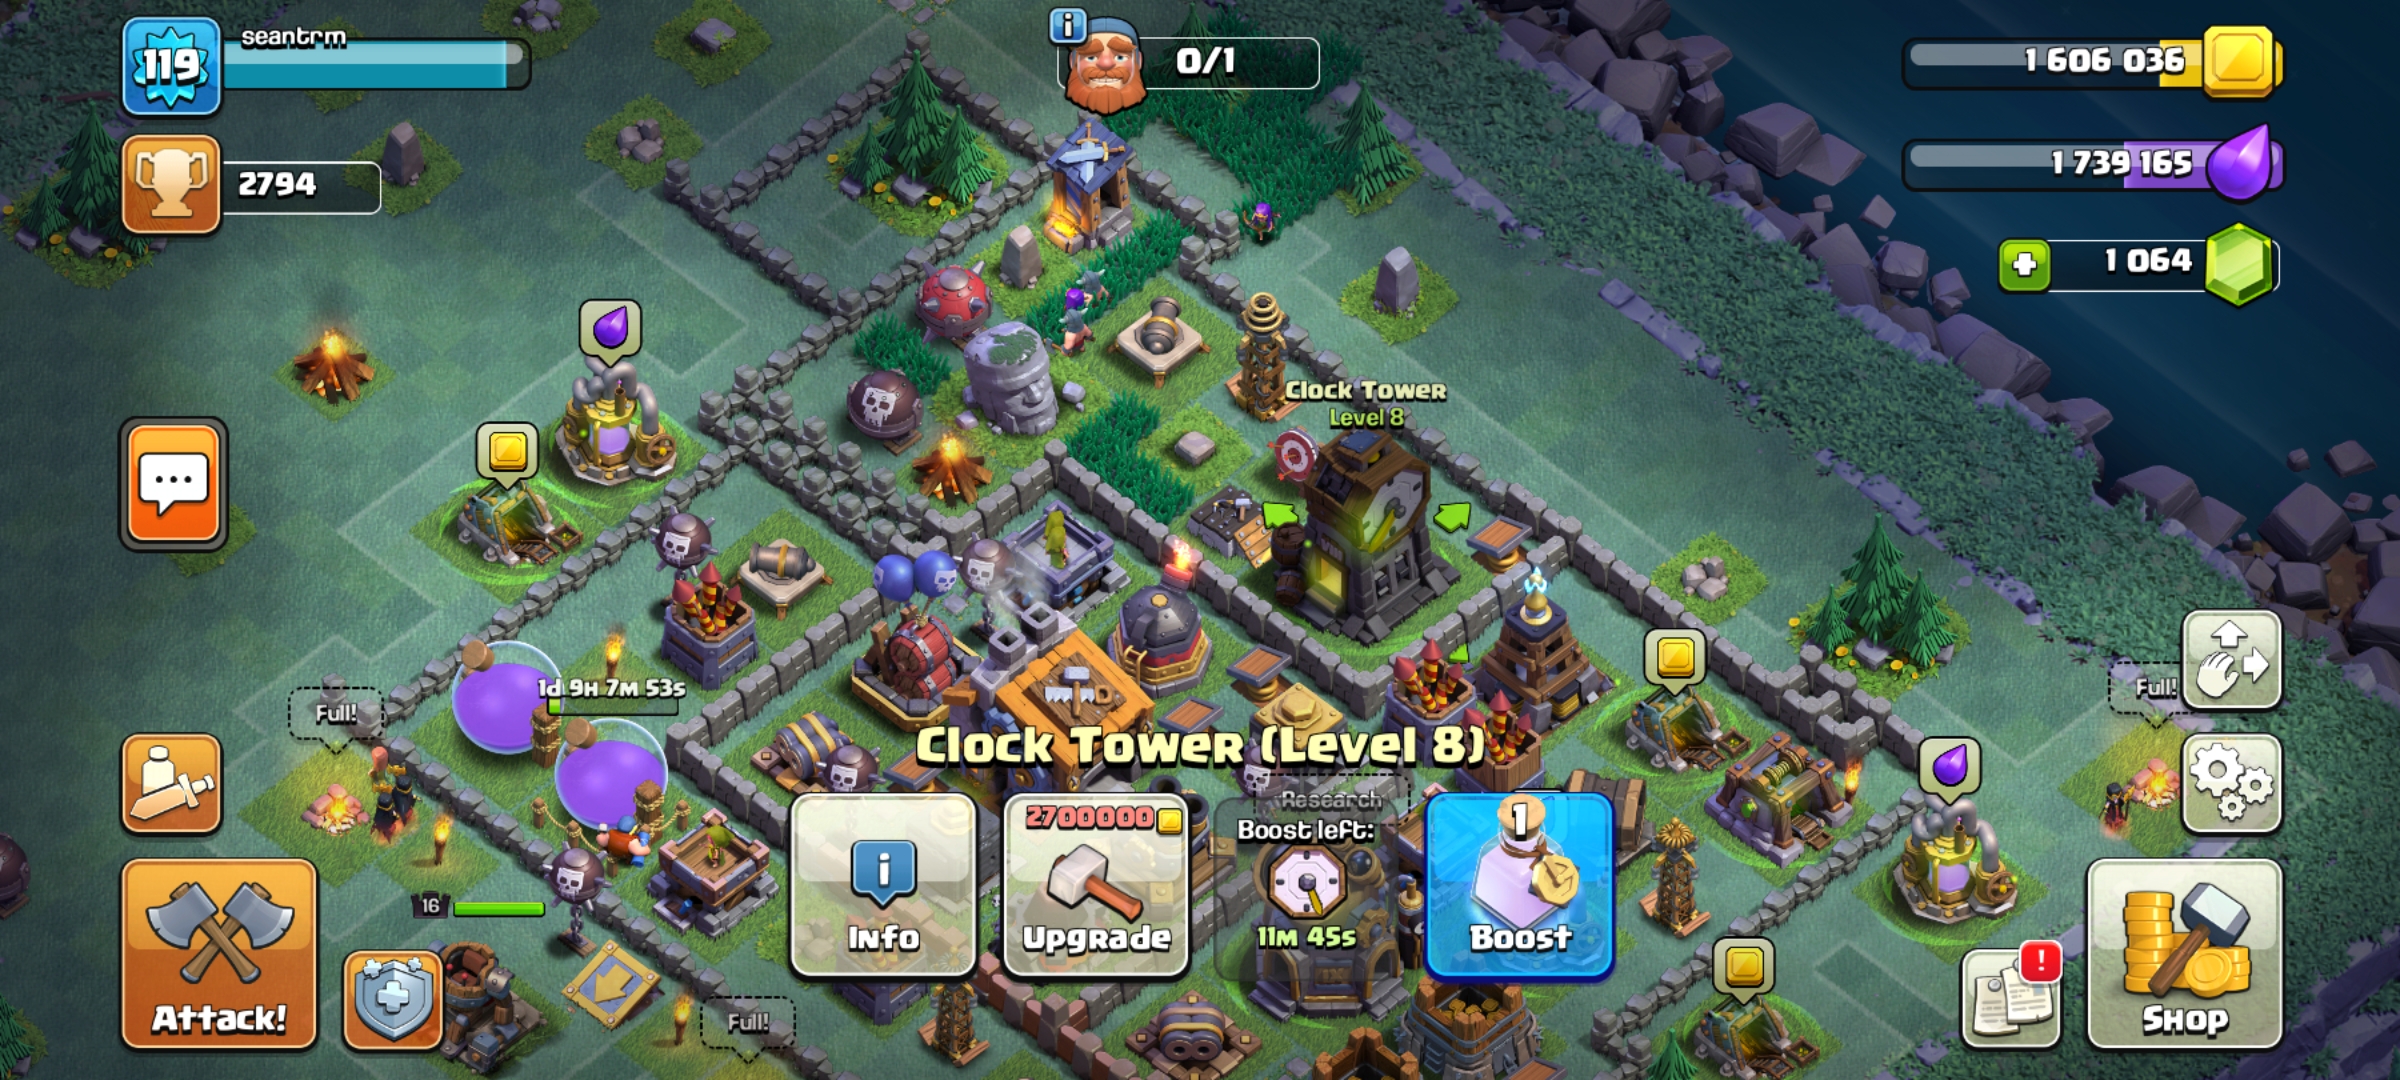 119
seantrm
0/1
1 606 036
2794
1 739 165
1 064
Clock Tower
Level 8
1d 9h 7m 53s
Full!
Full!
Clock Tower (Level 8)
Research
2700000
Boost left:
1
16
Info
Upgrade
11m 45s
Boost
!
Attack!
Full!
Shop